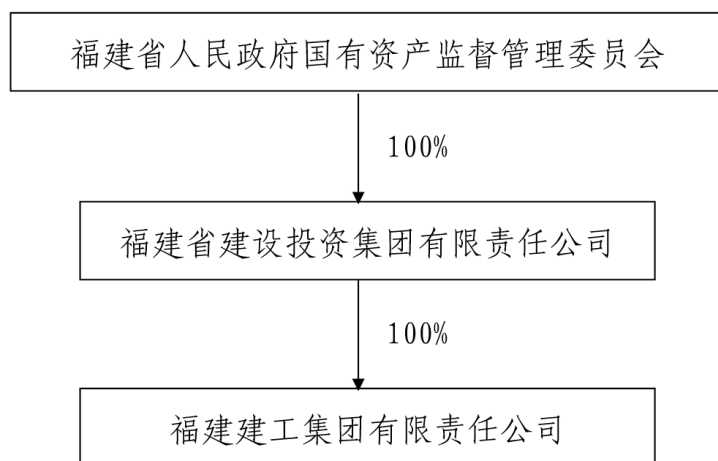 福建省人民政府国有资产监督管理委员会
100%
福建省建设投资集团有限责任公司
100%
福建建工集团有限责任公司